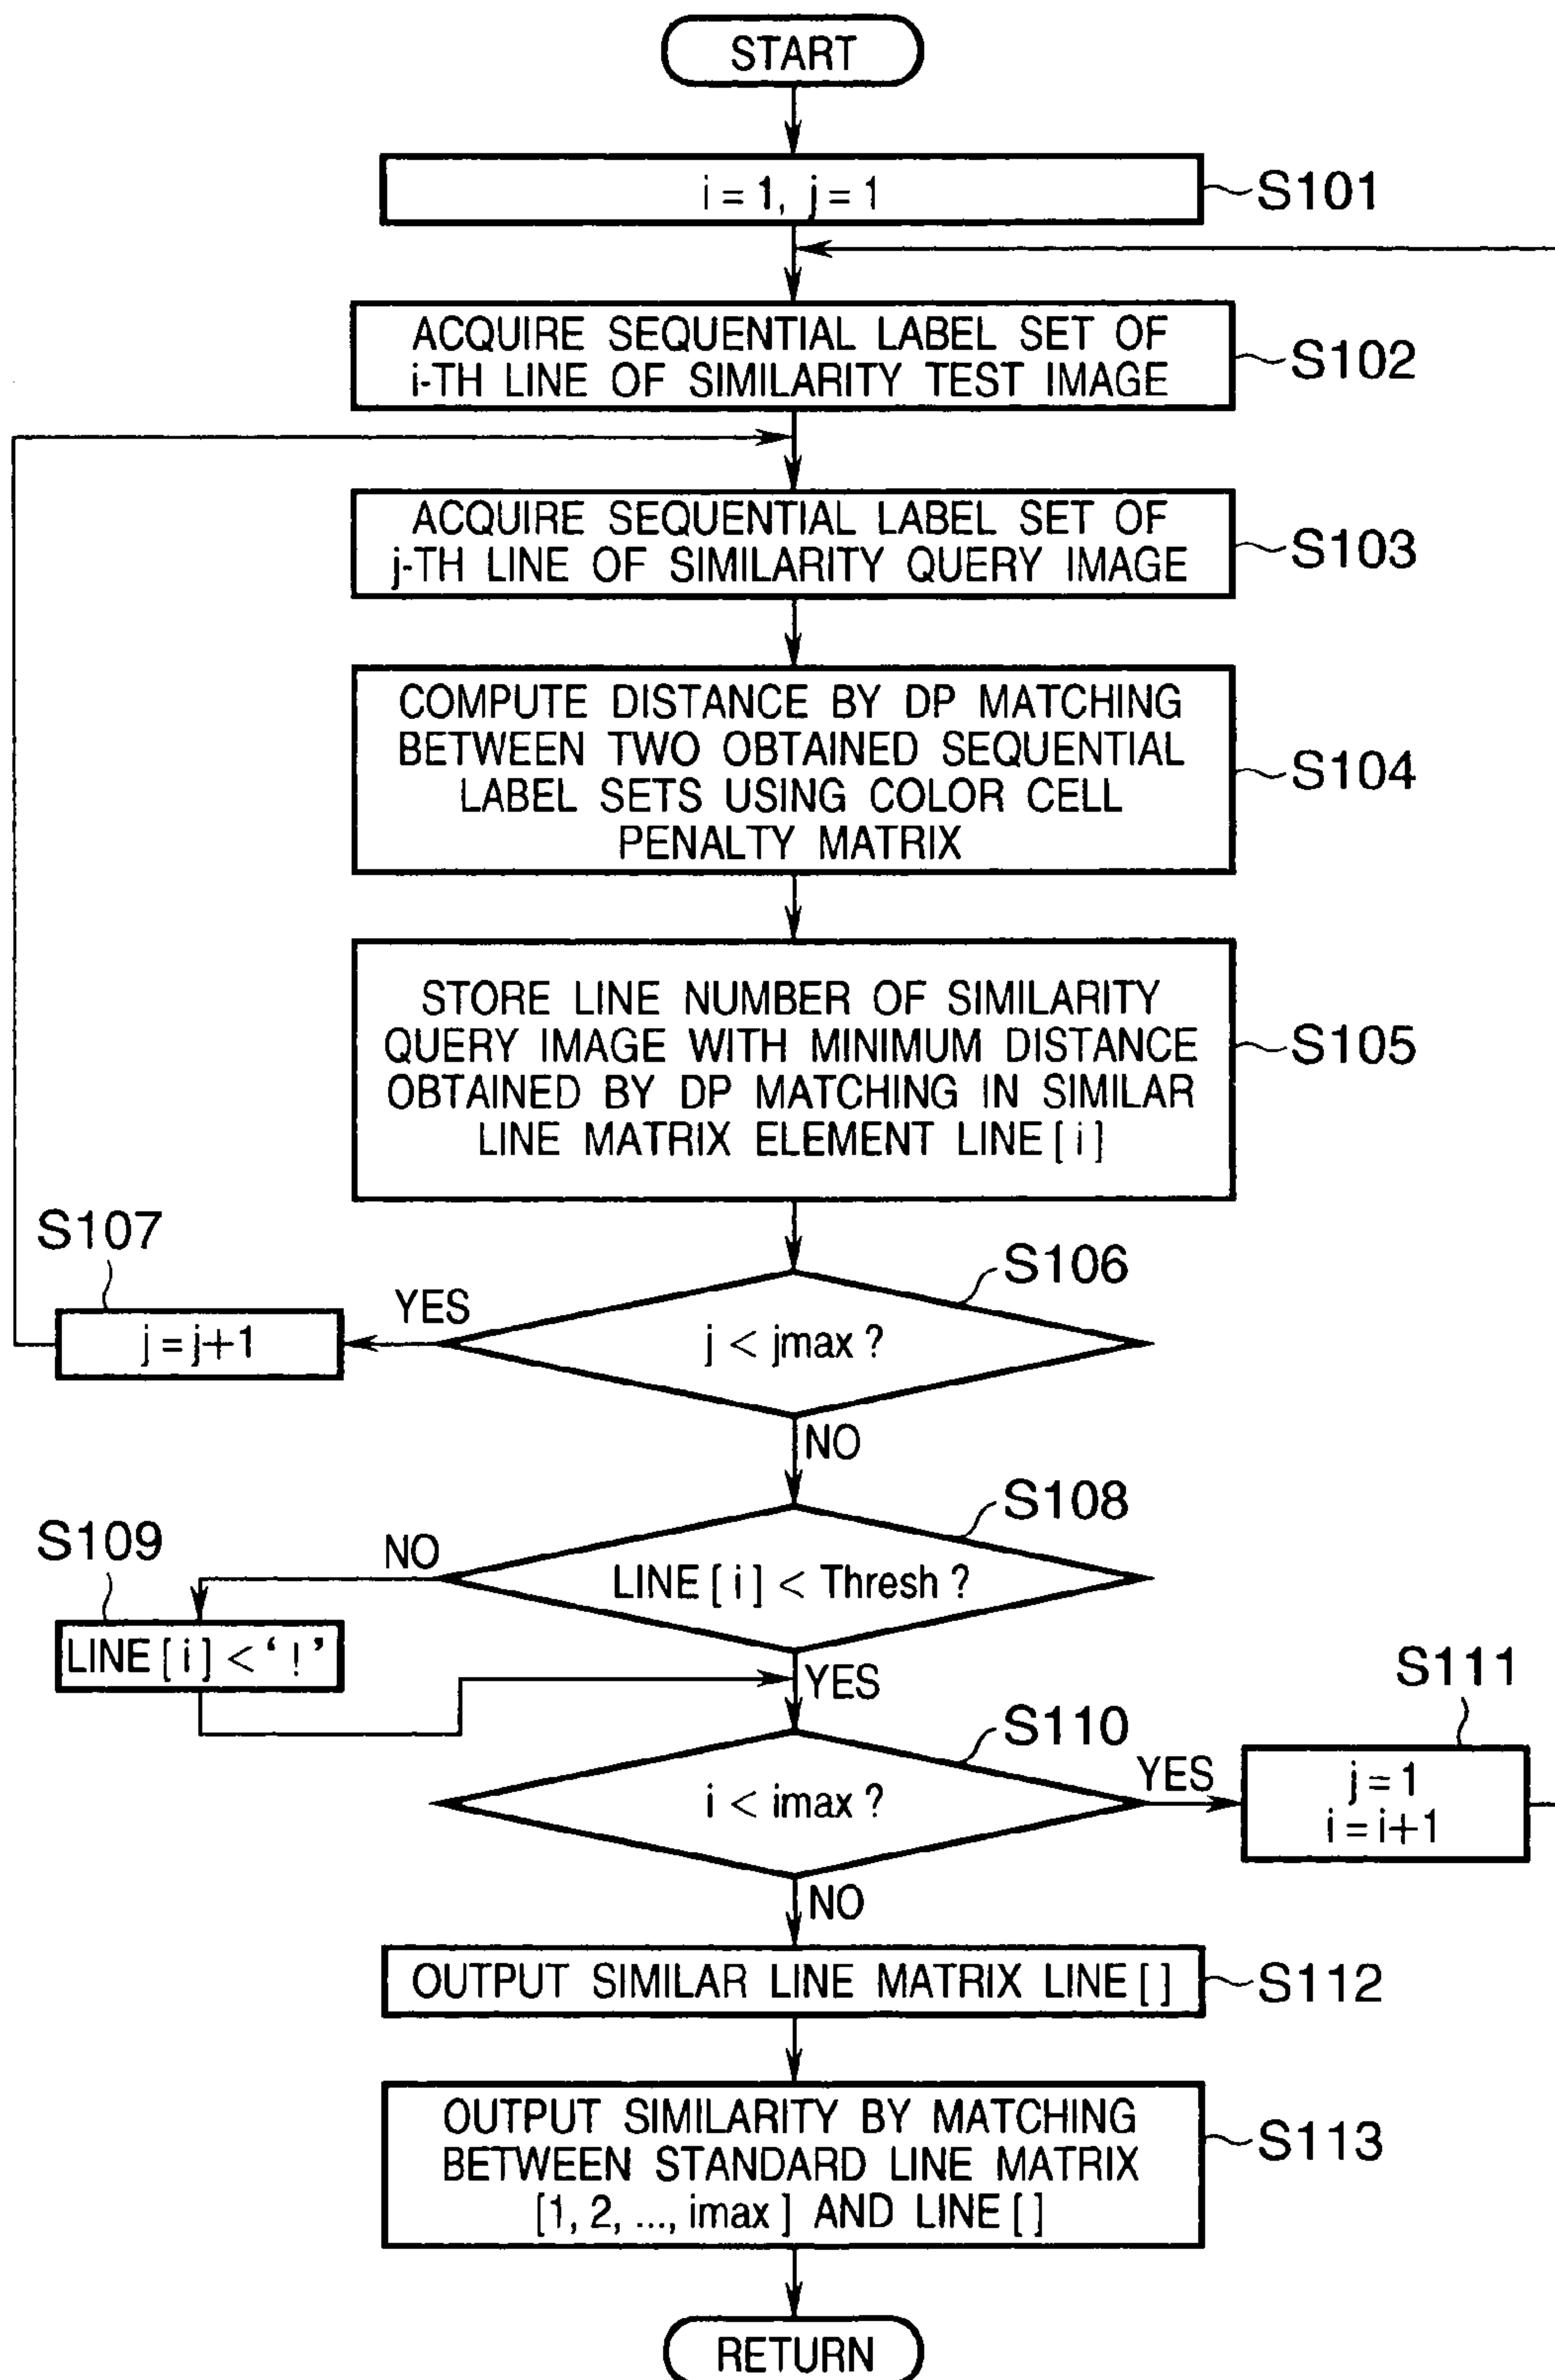 START
i = 1, j = 1
S101
ACQUIRE SEQUENTIAL LABEL SET OF
i-TH LINE OF SIMILARITY TEST IMAGE
S102
ACQUIRE SEQUENTIAL LABEL SET OF
j-TH LINE OF SIMILARITY QUERY IMAGE
S103
COMPUTE DISTANCE BY DP MATCHING
BETWEEN TWO OBTAINED SEQUENTIAL
LABEL SETS USING COLOR CELL
PENALTY MATRIX
S104
STORE LINE NUMBER OF SIMILARITY
QUERY IMAGE WITH MINIMUM DISTANCE
OBTAINED BY DP MATCHING IN SIMILAR
LINE MATRIX ELEMENT LINE [ i ]
S105
S107
j = j+1
YES
j < jmax ?
S106
NO
S108
LINE [ i ] < Thresh ?
NO
S109
LINE [ i ] < ‘ ! ’
YES
S110
i < imax ?
YES
S111
j = 1
i = i+1
NO
OUTPUT SIMILAR LINE MATRIX LINE [ ]
S112
OUTPUT SIMILARITY BY MATCHING
BETWEEN STANDARD LINE MATRIX
[1, 2, ..., imax ] AND LINE [ ]
S113
RETURN